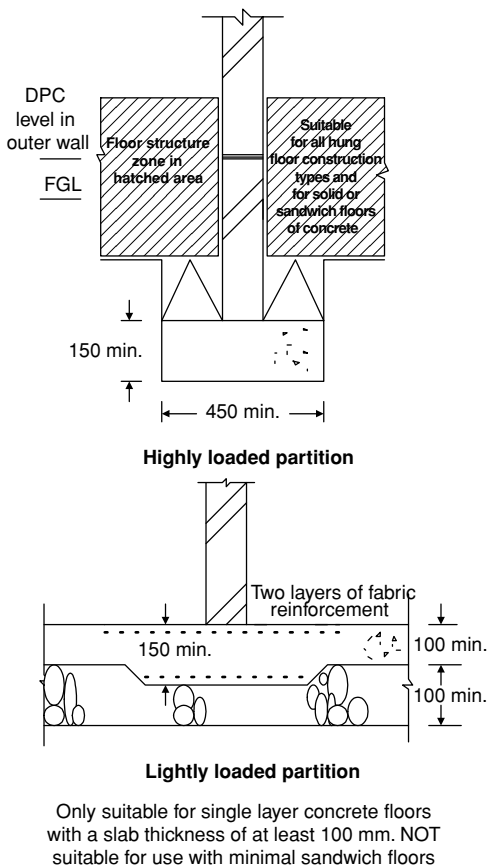 DPC
level in
outer wall
FGL
Floor structure
zone in
hatched area
Suitable
for all hung
floor construction
types and
for solid or
sandwich floors
of concrete
150 min.
450 min.
Highly loaded partition
Two layers of fabric
reinforcement
150 min.
100 min.
100 min.
Lightly loaded partition
Only suitable for single layer concrete floors
with a slab thickness of at least 100 mm. NOT
suitable for use with minimal sandwich floors